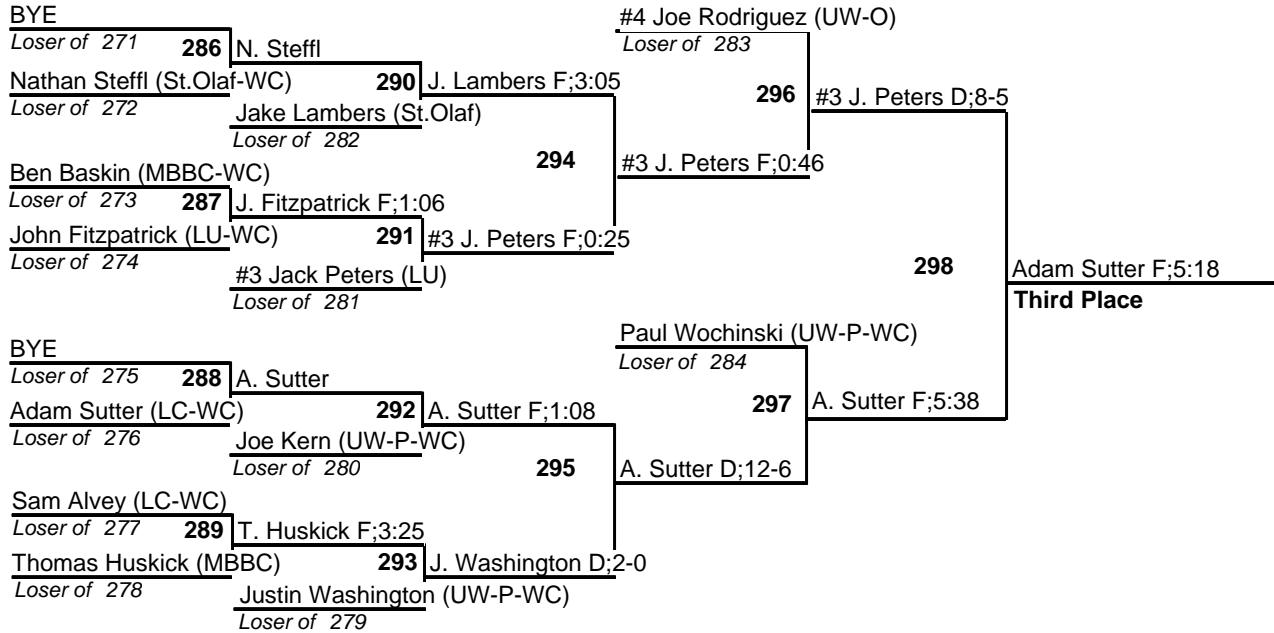 BYE
Loser of 271
286
N. Steffl
Nathan Steffl (St.Olaf-WC)
Loser of 272
290
J. Lambers F;3:05
Jake Lambers (St.Olaf)
Loser of 282
294
Ben Baskin (MBBC-WC)
Loser of 273
287
J. Fitzpatrick F;1:06
John Fitzpatrick (LU-WC)
Loser of 274
291
#3 J. Peters F;0:25
#3 Jack Peters (LU)
Loser of 281
#4 Joe Rodriguez (UW-O)
Loser of 283
296
#3 J. Peters D;8-5
#3 J. Peters F;0:46
298
Adam Sutter F;5:18
Third Place
BYE
Loser of 275
288
A. Sutter
Adam Sutter (LC-WC)
Loser of 276
292
A. Sutter F;1:08
Joe Kern (UW-P-WC)
Loser of 280
295
Sam Alvey (LC-WC)
Loser of 277
289
T. Huskick F;3:25
Thomas Huskick (MBBC)
Loser of 278
293
J. Washington D;2-0
Justin Washington (UW-P-WC)
Loser of 279
Paul Wochinski (UW-P-WC)
Loser of 284
297
A. Sutter F;5:38
A. Sutter D;12-6